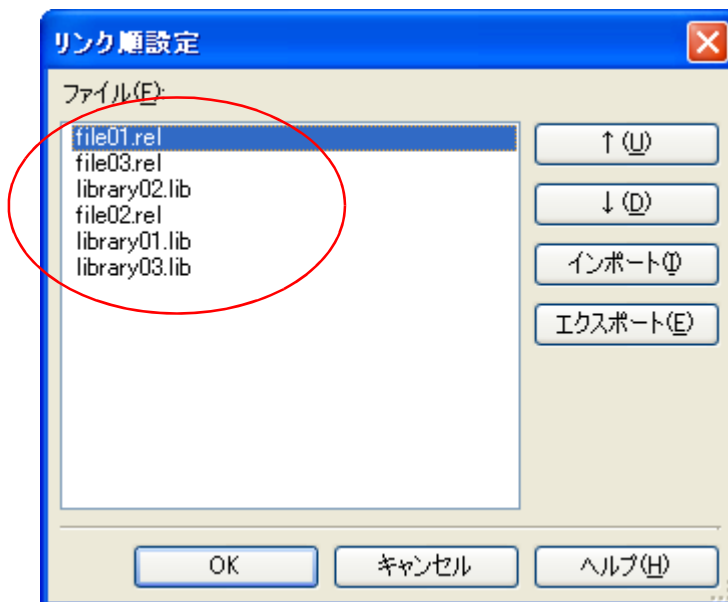 リンク順設定
ファイル(F):
file01.rel
file03.rel
library02.lib
file02.rel
library01.lib
library03.lib
↑(U)
↓(D)
インポート(I)
エクスポート(E)
OK
キャンセル
ヘルプ(H)